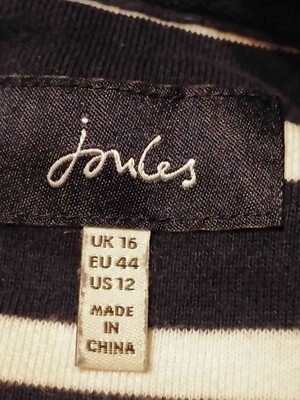 Joules
UK 16
EU 44
US 12
MADE
IN
CHINA